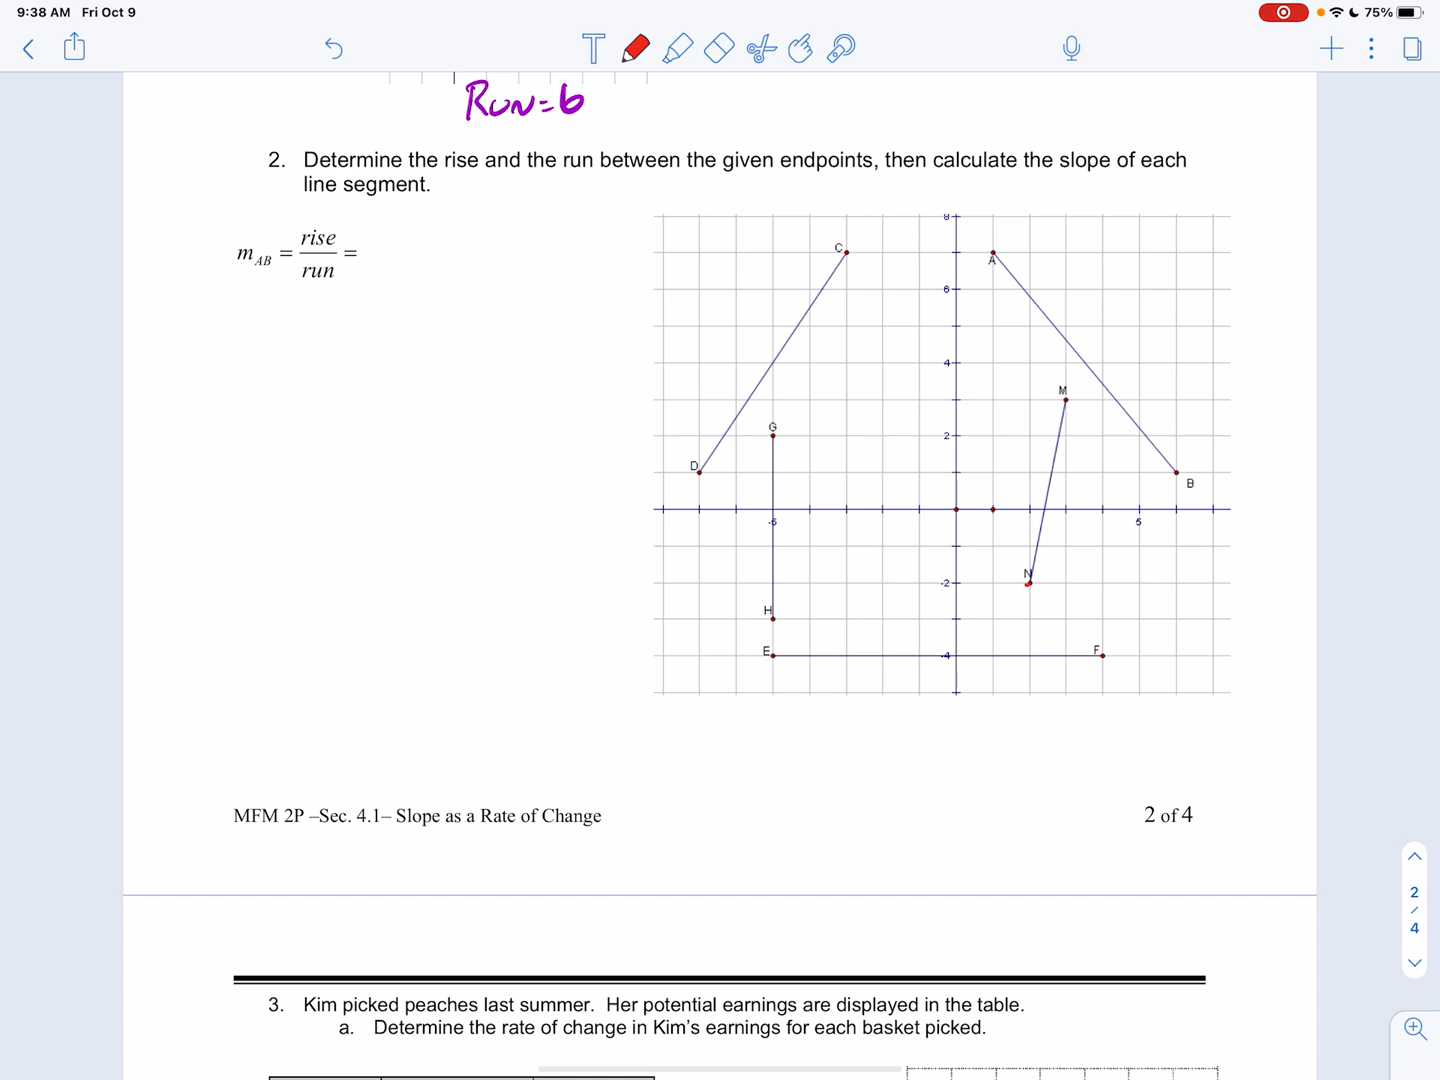 9:38 AM Fri Oct 9
75%
T
Run=6
2. Determine the rise and the run between the given endpoints, then calculate the slope of each
line segment.
m_AB = rise/run =
8
C
A
6
4
M
G
2
D
B
-5
5
N
-2
H
E
-4
F
MFM 2P –Sec. 4.1– Slope as a Rate of Change
2 of 4
2
/
4
3. Kim picked peaches last summer. Her potential earnings are displayed in the table.
a. Determine the rate of change in Kim's earnings for each basket picked.